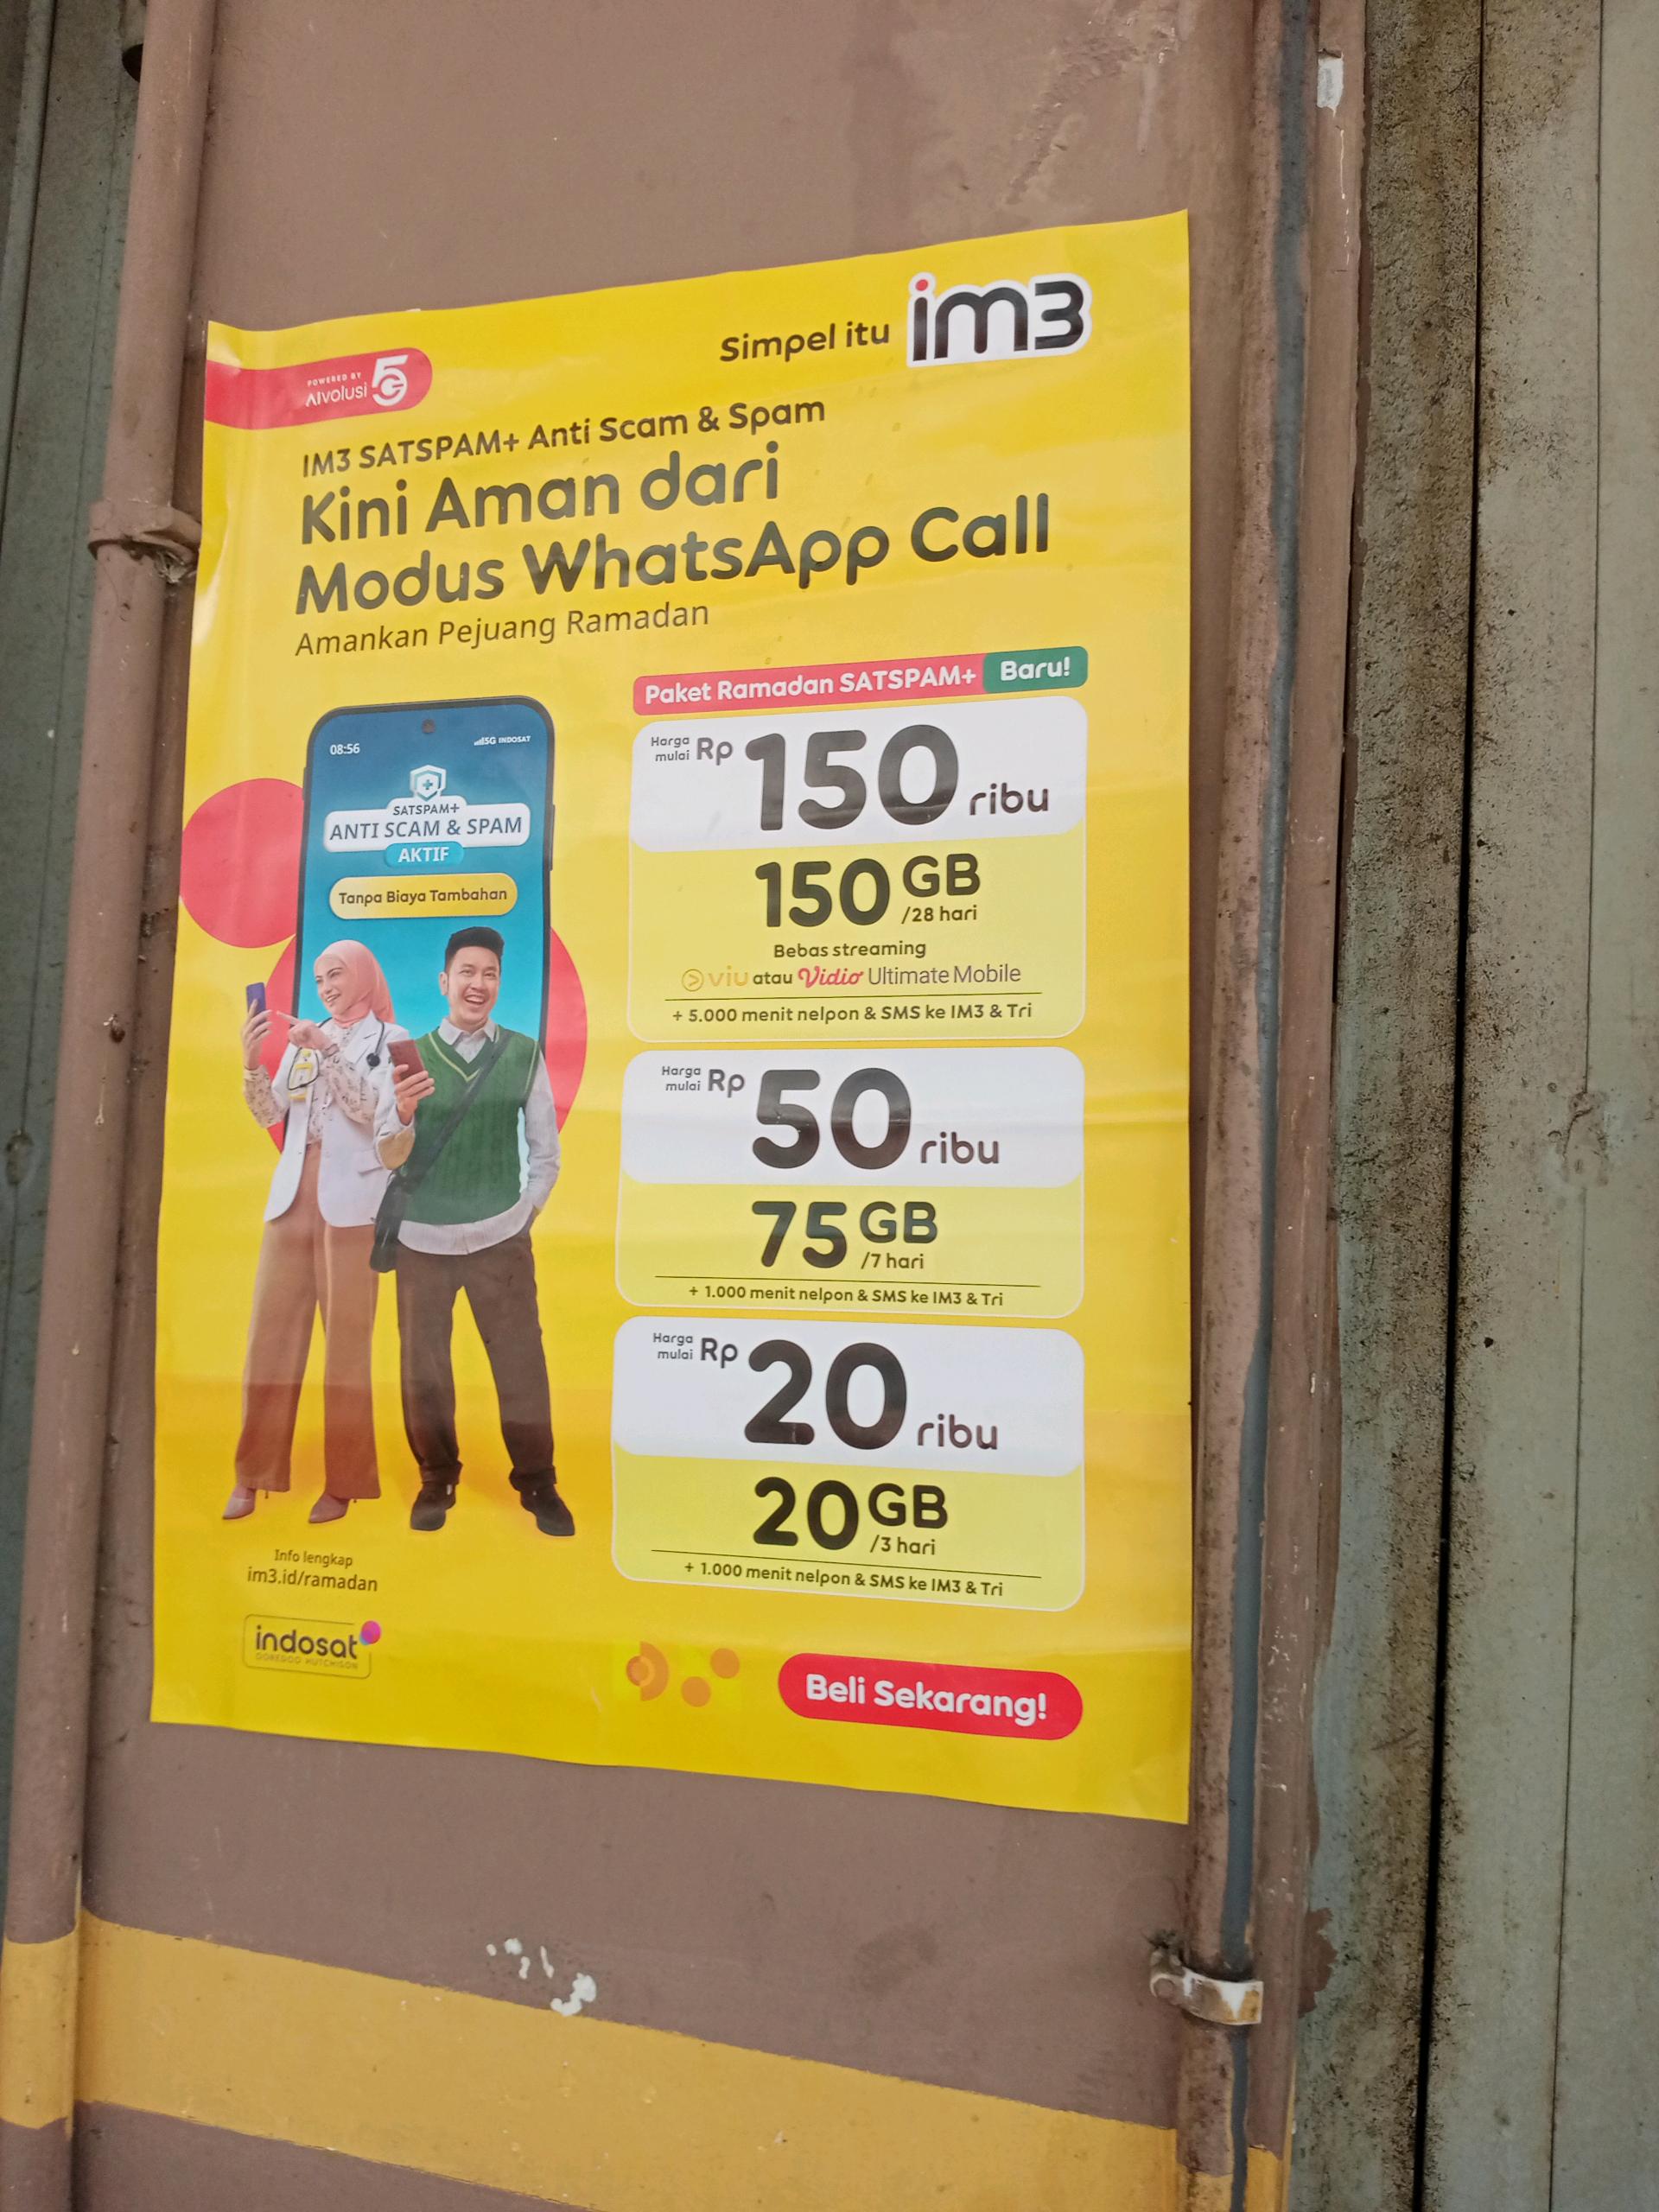 Simpel itu im3
POWERED BY
AIvolusi 5G
IM3 SATSPAM+ Anti Scam & Spam
Kini Aman dari
Modus WhatsApp Call
Amankan Pejuang Ramadan
08:56
5G INDOSAT
SATSPAM+
ANTI SCAM & SPAM
AKTIF
Tanpa Biaya Tambahan
Paket Ramadan SATSPAM+ Baru!
Harga mulai Rp 150 ribu
150 GB /28 hari
Bebas streaming
viu atau Vidio Ultimate Mobile
+ 5.000 menit nelpon & SMS ke IM3 & Tri
Harga mulai Rp 50 ribu
75 GB /7 hari
+ 1.000 menit nelpon & SMS ke IM3 & Tri
Harga mulai Rp 20 ribu
20 GB /3 hari
+ 1.000 menit nelpon & SMS ke IM3 & Tri
Info lengkap
im3.id/ramadan
indosat
OOREDOO HUTCHISON
Beli Sekarang!